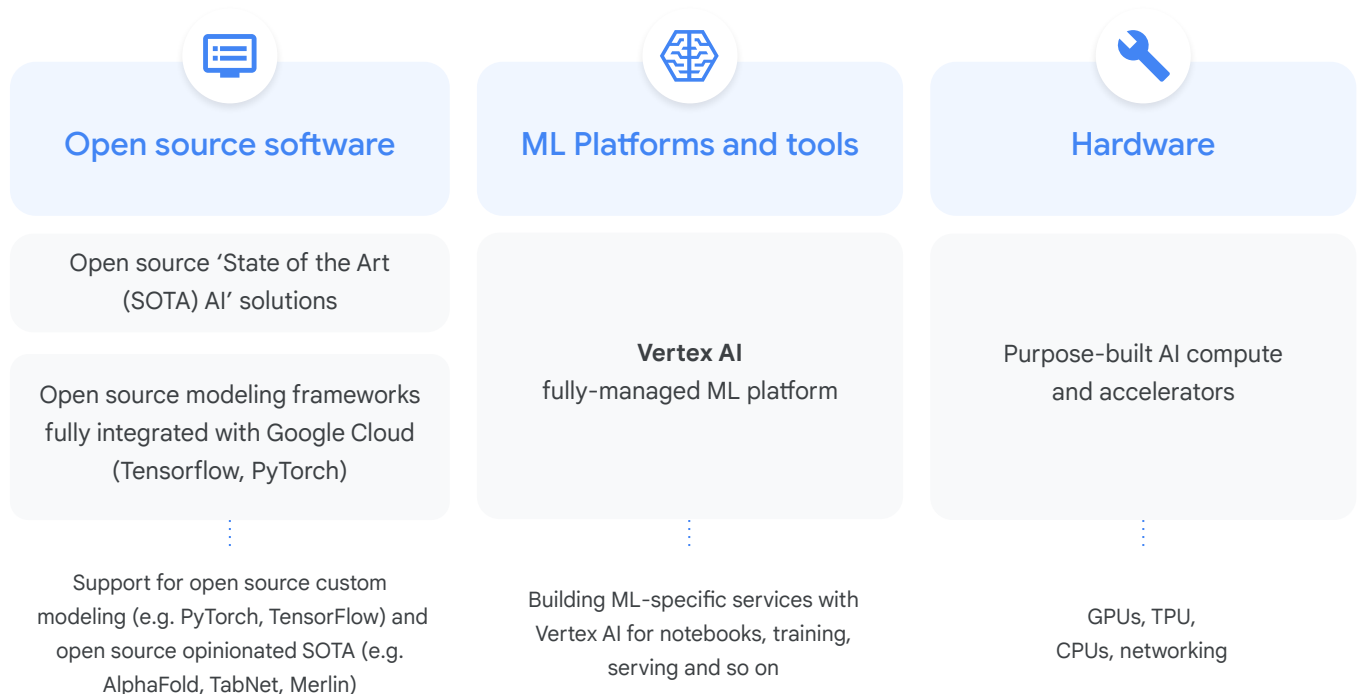 Open source software
Open source ‘State of the Art
(SOTA) AI’ solutions
Open source modeling frameworks
fully integrated with Google Cloud
(Tensorflow, PyTorch)
Support for open source custom
modeling (e.g. PyTorch, TensorFlow) and
open source opinionated SOTA (e.g.
AlphaFold, TabNet, Merlin)
ML Platforms and tools
Vertex AI
fully-managed ML platform
Building ML-specific services with
Vertex AI for notebooks, training,
serving and so on
Hardware
Purpose-built AI compute
and accelerators
GPUs, TPU,
CPUs, networking